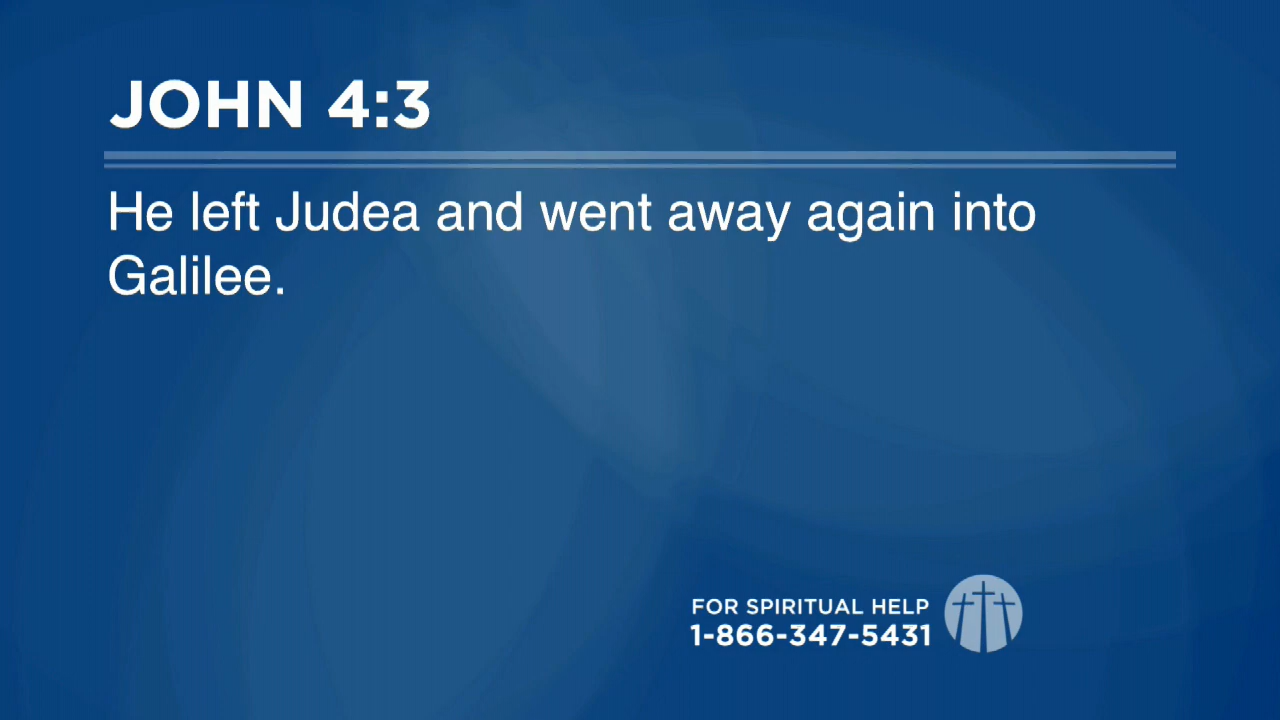 JOHN 4:3
He left Judea and went away again into
Galilee.
FOR SPIRITUAL HELP
1-866-347-5431